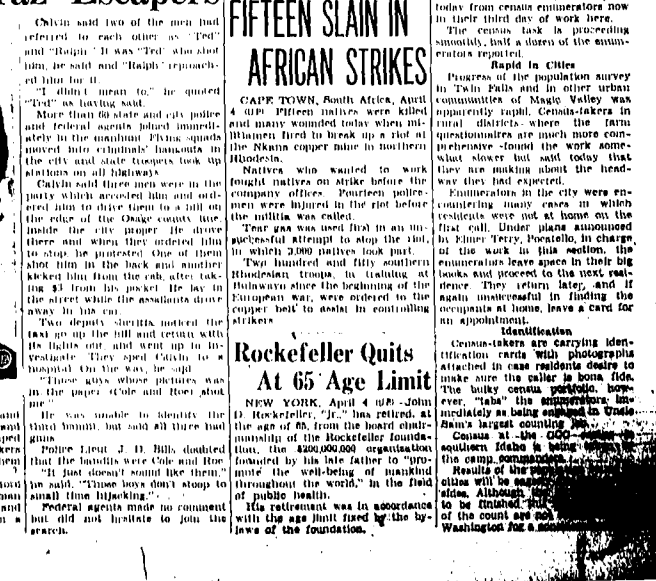 Calvin said two of the men had
referred to each other as "Ted"
and "Ralph." It was "Ted" who shot
him, he said and "Ralph" reproach-
ed him for it.
"I didn't mean to," he quoted
"Ted" as having said.
More than 60 state and city police
and federal agents joined immedi-
ately in the manhunt. Flying squads
moved into criminals' hangouts in
the city and state troopers took up
stations on all highways.
Calvin said three men were in the
party which accosted him and ord-
ered him to drive them to a hill on
the edge of the Osage county line,
inside the city proper. He drove
there and when they ordered him
to stop, he protested. One of them
shot him in the back and another
kicked him from the cab, after tak-
ing $3 from his pocket. He lay in
the street while the assailants drove
away in his car.
Two deputy sheriffs noticed the
taxi go up the hill and return with
its lights out, and went up to in-
vestigate. They sped Calvin to a
hospital. On the way, he said
"Those guys whose pictures was
in the paper (Cole and Roe) shot
me."
He was unable to identify the
third bandit, but said all three had
guns.
Police Lieut. J. D. Bills doubted
that the bandits were Cole and Roe.
"It just doesn't sound like them,"
he said. "Those boys don't stoop to
small time hijacking."
Federal agents made no comment
but did not hesitate to join the
search.
FIFTEEN SLAIN IN
AFRICAN STRIKES
CAPE TOWN, South Africa, April
4 (UP) Fifteen natives were killed
and many wounded today when mi-
litiamen fired to break up a riot at
the Nkana copper mine in northern
Rhodesia.
Natives who wanted to work
fought natives on strike before the
company offices. Fourteen police-
men were injured in the riot before
the militia was called.
Tear gas was used first in an un-
successful attempt to stop the riot,
in which 3,000 natives took part.
Two hundred and fifty southern
Rhodesian troops, in training at
Bulawayo since the beginning of the
European war, were ordered to the
copper belt to assist in controlling
strikers
Rockefeller Quits
At 65 Age Limit
NEW YORK, April 4 (UP) -John
D. Rockefeller, "Jr.," has retired, at
the age of 65, from the board chair-
manship of the Rockefeller founda-
tion, the $200,000,000 organization
founded by his late father to "pro-
mote the well-being of mankind
throughout the world," in the field
of public health.
His retirement was in accordance
with the age limit fixed by the by-
laws of the foundation.
today from census enumerators now
in their third day of work here.
The census task is proceeding
smoothly, half a dozen of the enum-
erators reported.
Rapid in Cities
Progress of the population survey
in Twin Falls and in other urban
communities of Magic Valley was
apparently rapid. Census-takers in
rural districts - where the farm
questionnaires are much more com-
prehensive -found the work some-
what slower but said today that
they are making about the head-
way they had expected.
Enumerators in the city were en-
countering many cases in which
residents were not at home on the
first call. Under plans announced
by Elmer Terry, Pocatello, in charge
of the work in this section, the
enumerators leave space in their big
books and proceed to the next resi-
dence. They return later, and if
again unsuccessful in finding the
occupants at home, leave a card for
an appointment.
Identification
Census-takers are carrying iden-
tification cards with photographs
attached in case residents desire to
make sure the caller is bona fide.
The bulky census portfolio, how-
ever, "tabs" the enumerators im-
mediately as being engaged in Uncle
Sam's largest counting job.
Census at the CCC
southern Idaho is being
the camp
Results of the
cities will be
sides. Although
to be finished this
of the count are not
Washington for a